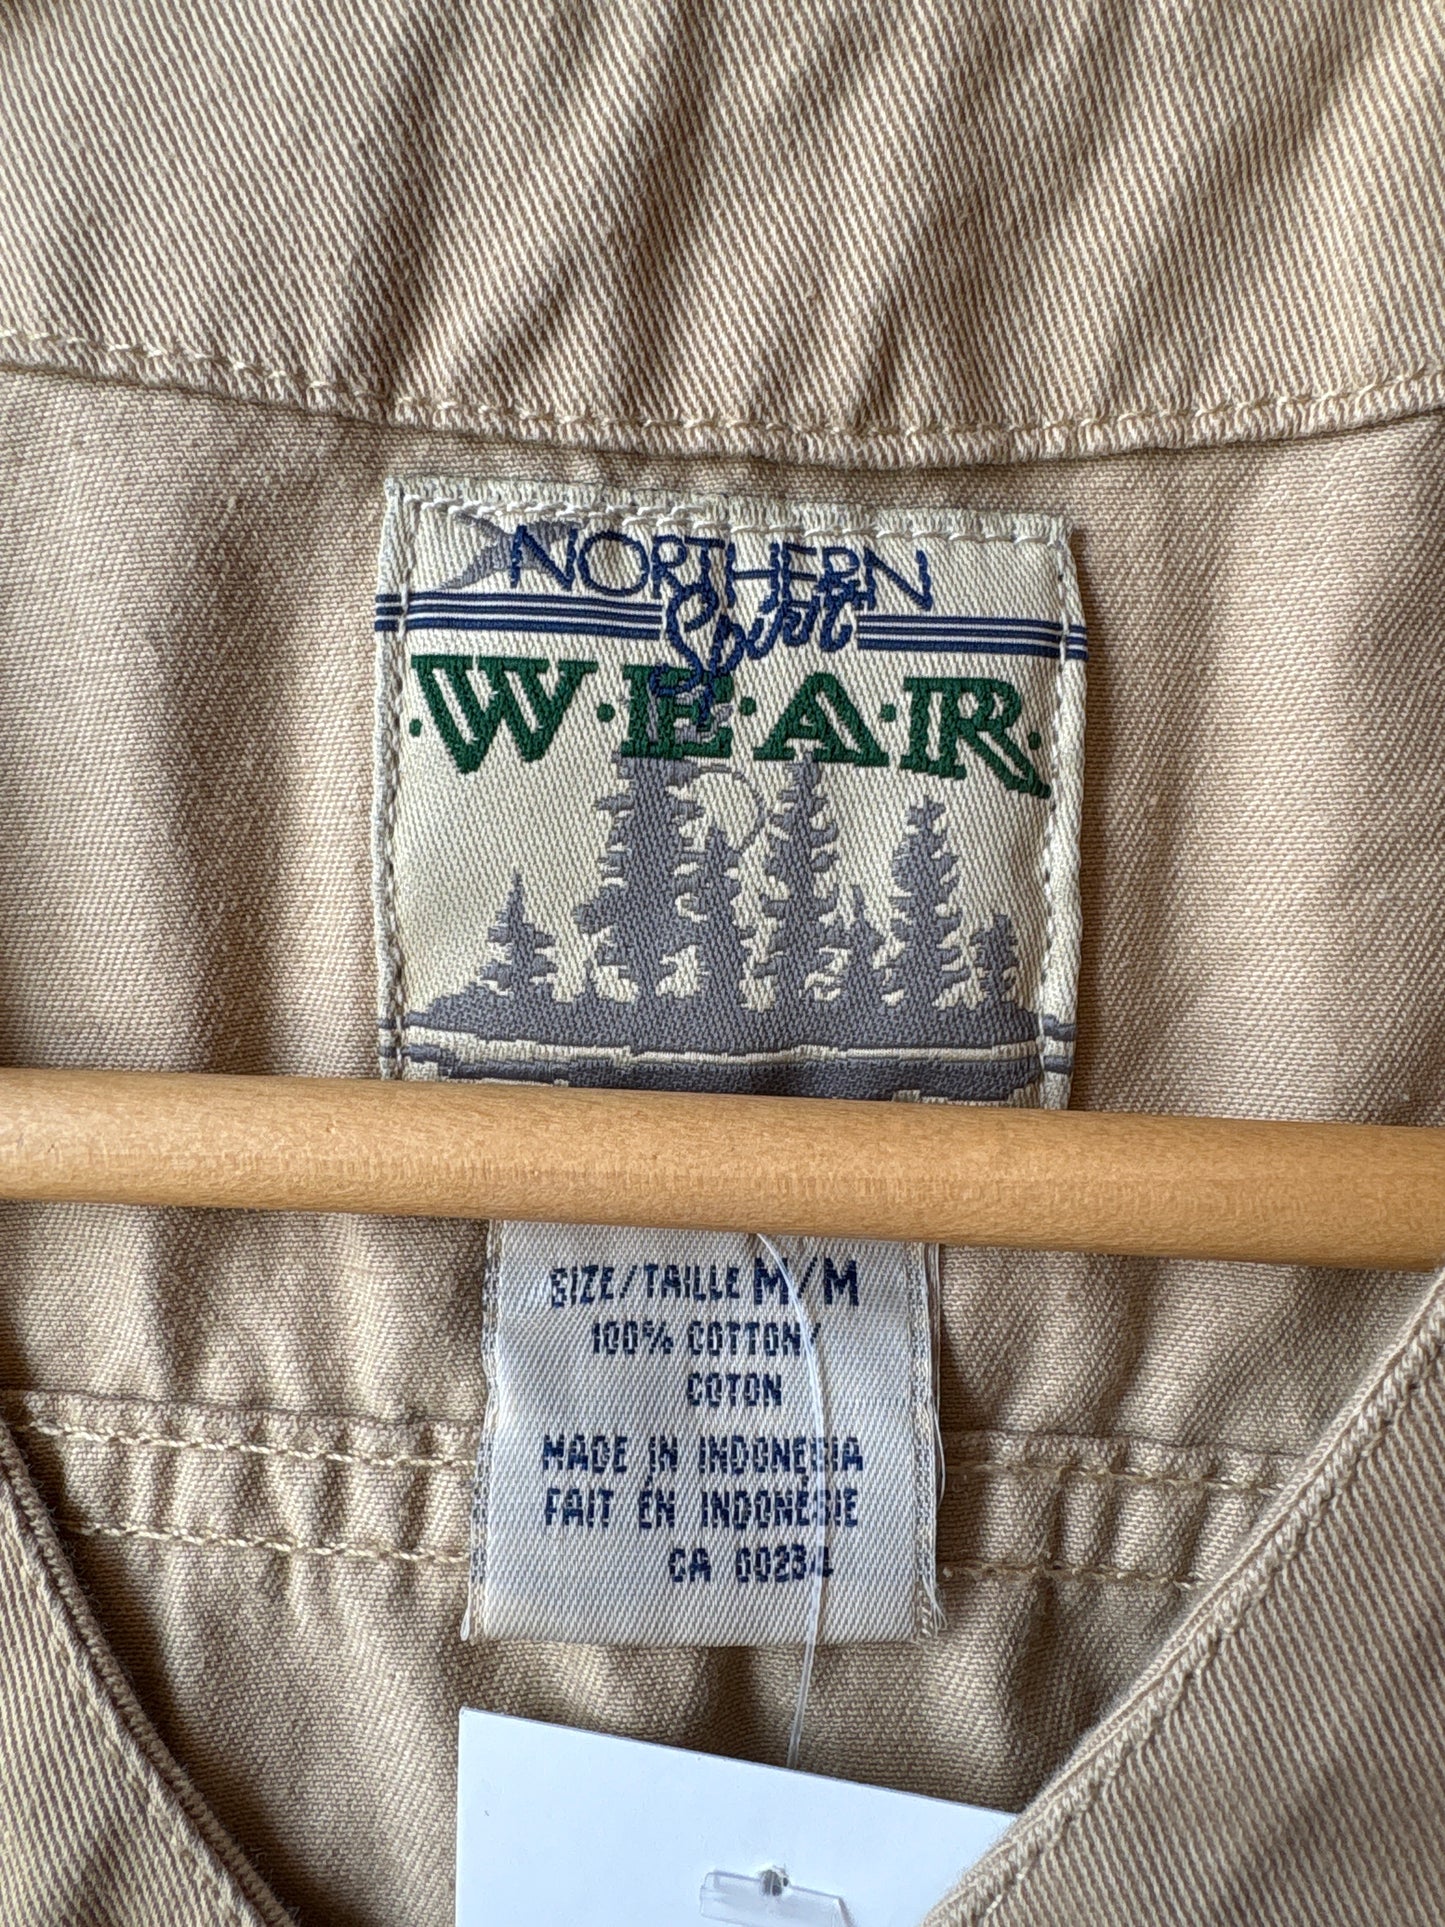 NORTHERN
Spirit
W·E·A·R
SIZE/TAILLE M/M
100% COTTON/
COTON
MADE IN INDONESIA
FAIT EN INDONÉSIE
CA 00234